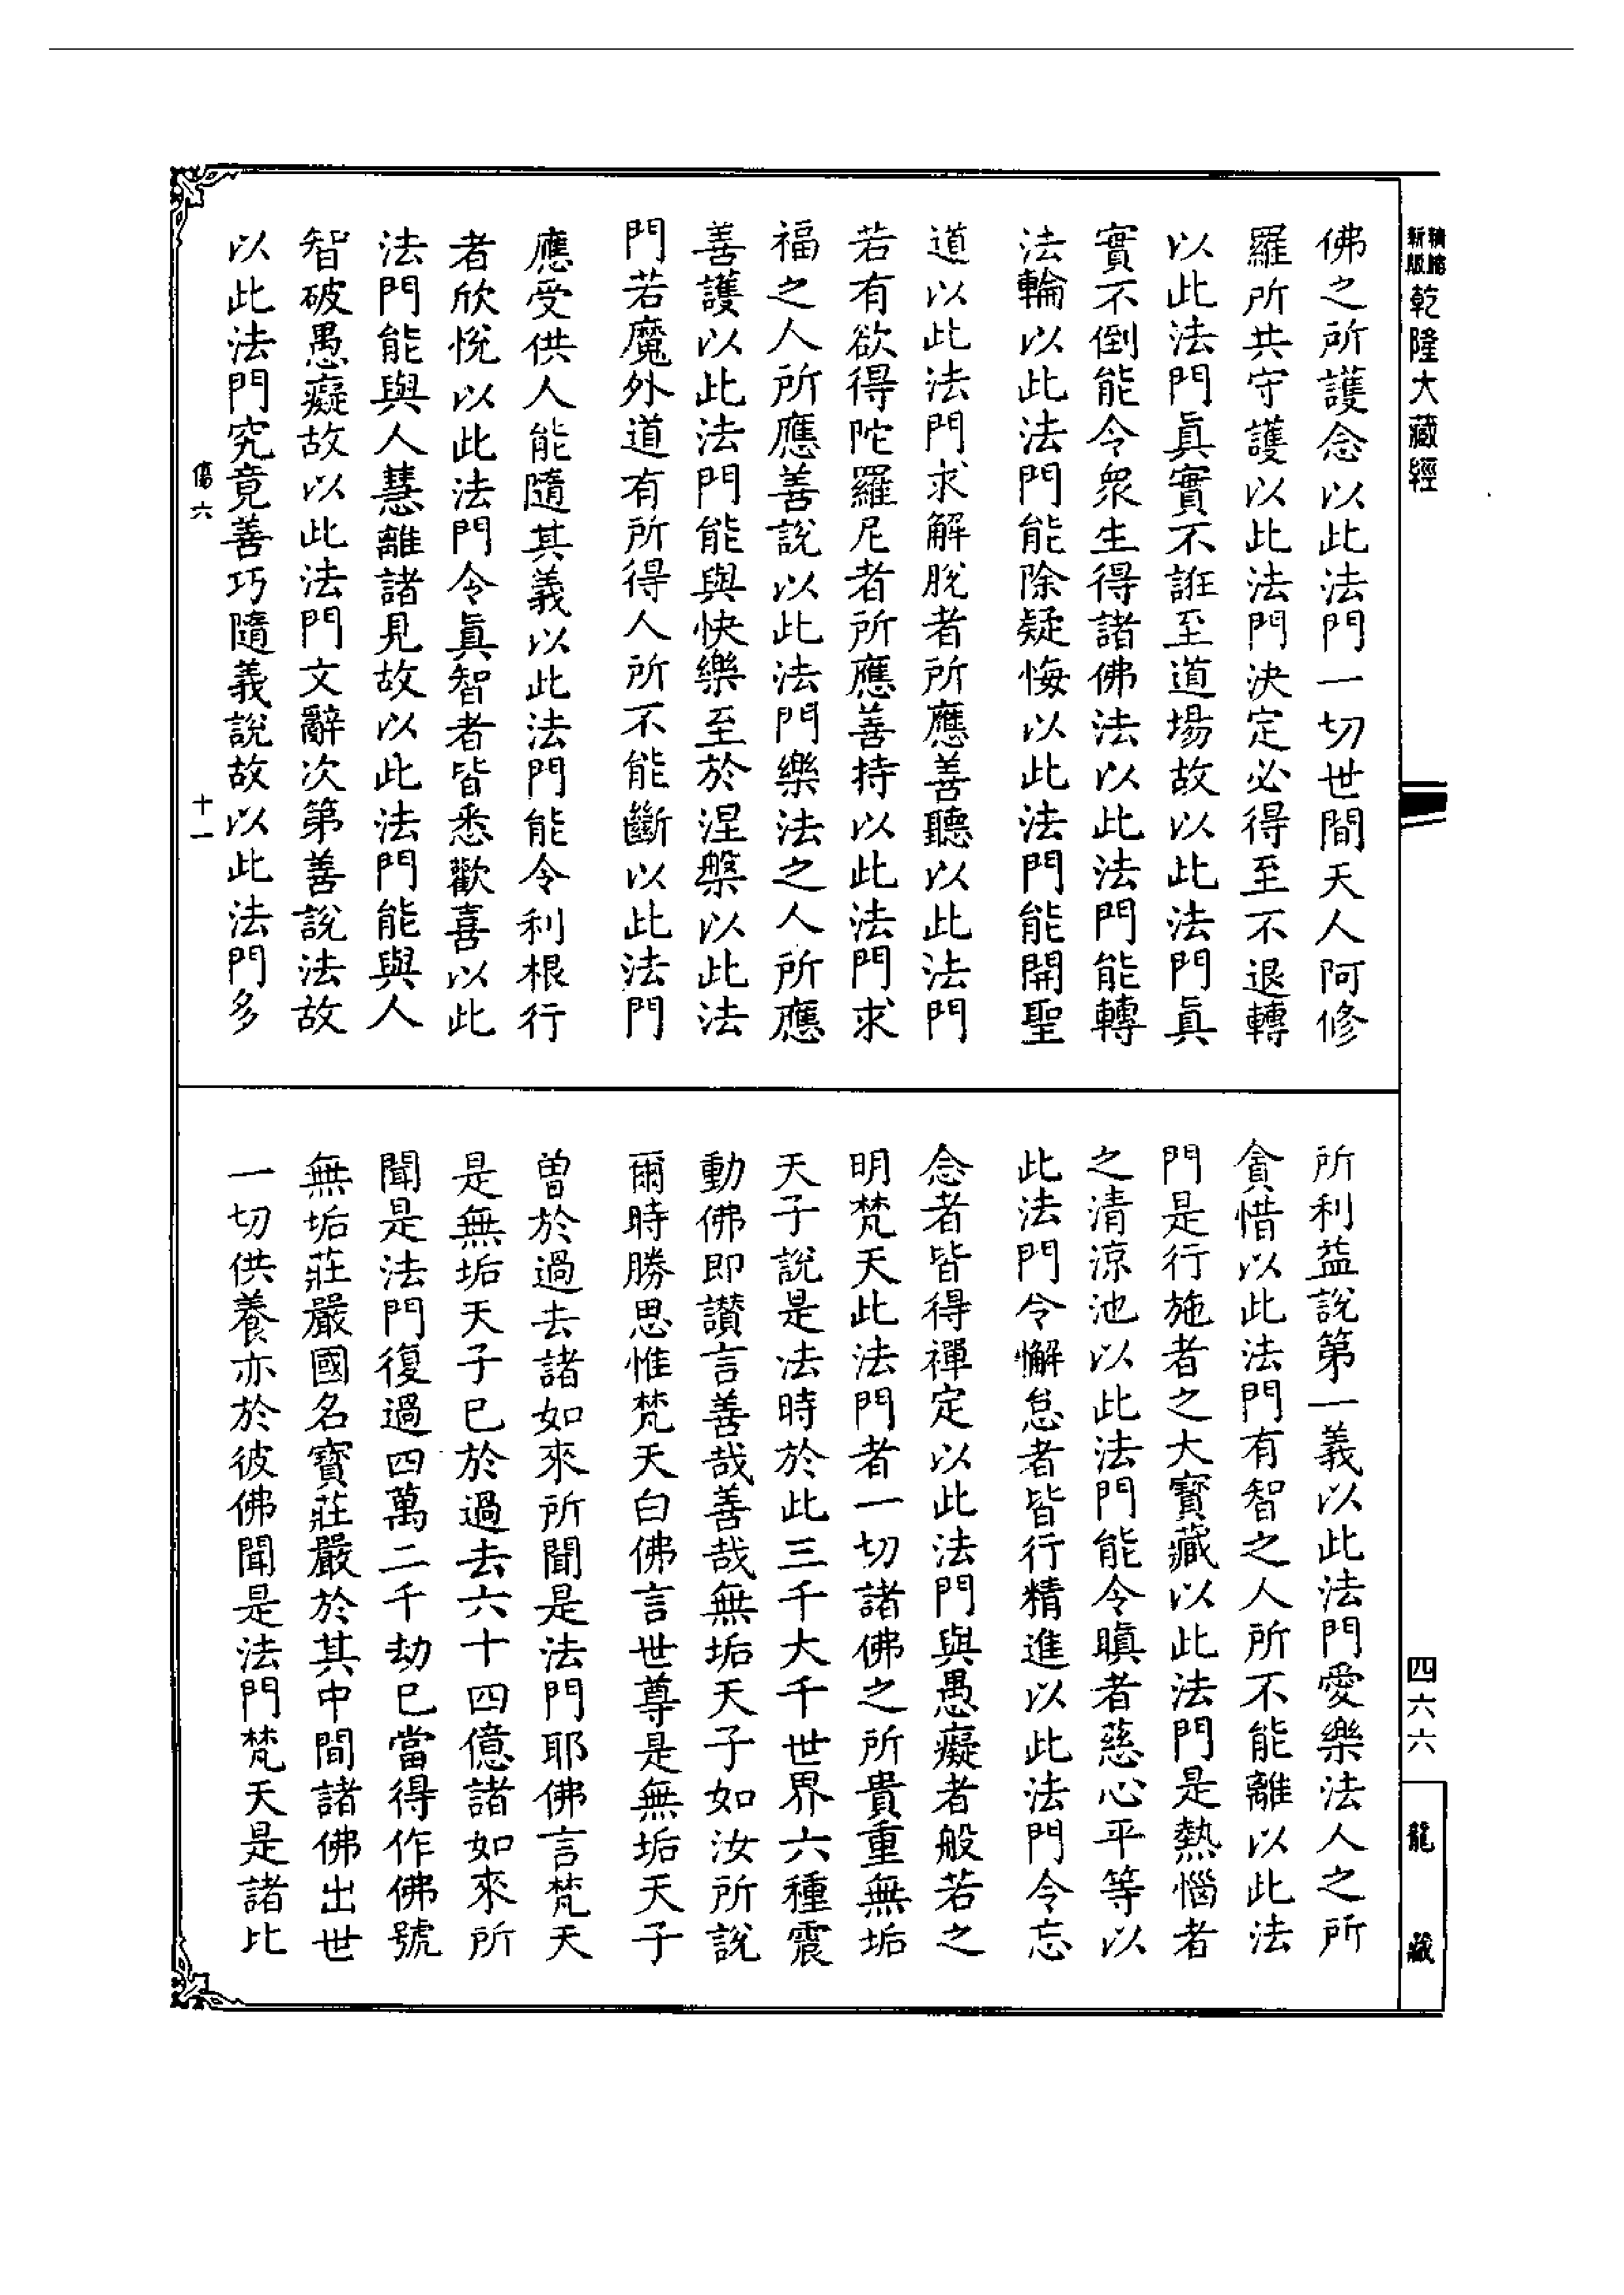 新版
精縮
乾隆大藏經
四六六
龍藏
佛之所護念以此法門一切世間天人阿修
羅所共守護以此法門決定必得至不退轉
以此法門眞實不誑至道場故以此法門眞
實不倒能令衆生得諸佛法以此法門能轉
法輪以此法門能除疑悔以此法門能開聖
道以此法門求解脫者所應善聽以此法門
若有欲得陀羅尼者所應善持以此法門求
福之人所應善說以此法門樂法之人所應
善護以此法門能與快樂至於涅槃以此法
門若魔外道有所得人所不能斷以此法門
應受供人能隨其義以此法門能令利根行
者欣悅以此法門令眞智者皆悉歡喜以此
法門能與人慧離諸見故以此法門能與人
智破愚癡故以此法門文辭次第善說法故
以此法門究竟善巧隨義說故以此法門多
傷六
十一
所利益說第一義以此法門愛樂法人之所
貪惜以此法門有智之人所不能離以此法
門是行施者之大寶藏以此法門是熱惱者
之清涼池以此法門能令瞋者慈心平等以
此法門令懈怠者皆行精進以此法門令忘
念者皆得禪定以此法門與愚癡者般若之
明梵天此法門者一切諸佛之所貴重無垢
天子說是法時於此三千大千世界六種震
動佛即讚言善哉善哉無垢天子如汝所說
爾時勝思惟梵天白佛言世尊是無垢天子
曾於過去諸如來所聞是法門耶佛言梵天
是無垢天子已於過去六十四億諸如來所
聞是法門復過四萬二千劫已當得作佛號
無垢莊嚴國名寶莊嚴於其中間諸佛出世
一切供養亦於彼佛聞是法門梵天是諸比